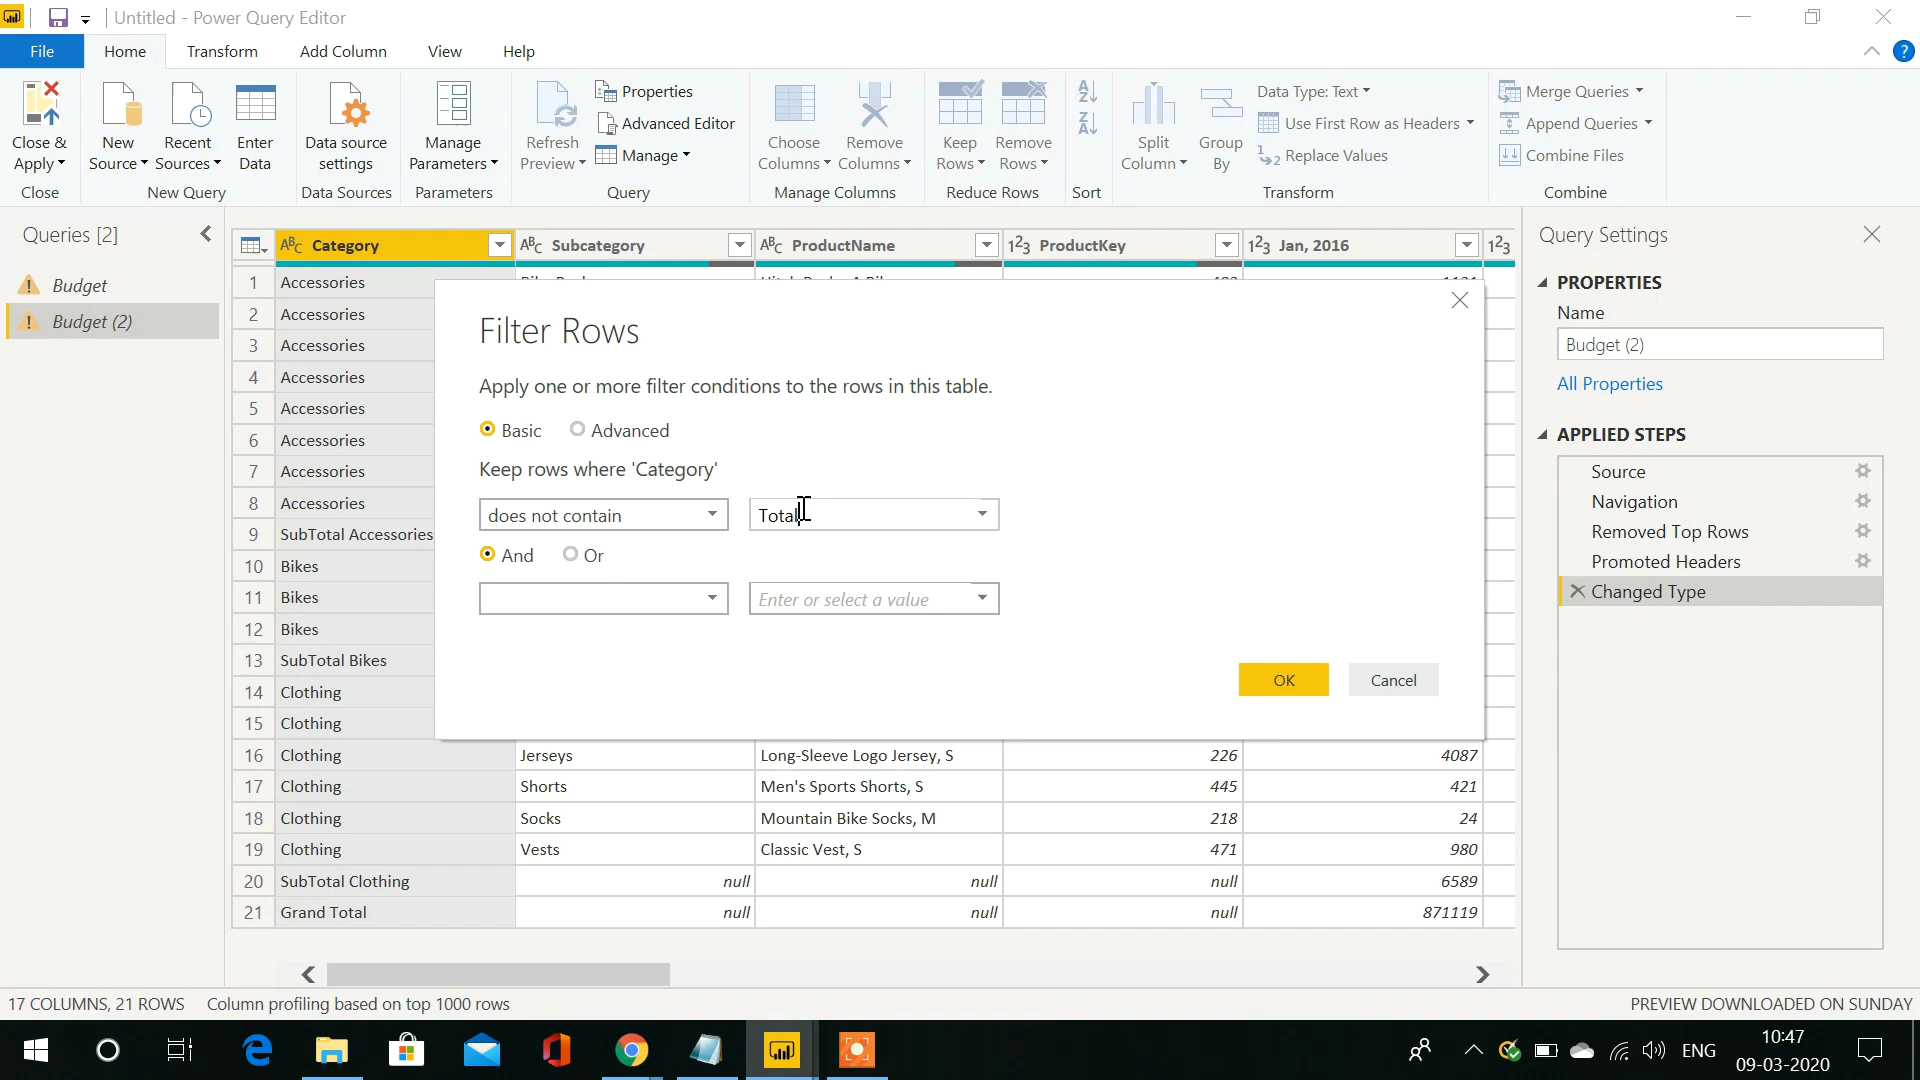 Untitled - Power Query Editor
File Home Transform Add Column View Help
Close & Apply
New Source
Recent Sources
Enter Data
Data source settings
Manage Parameters
Refresh Preview
Properties
Advanced Editor
Manage
Choose Columns
Remove Columns
Keep Rows
Remove Rows
Split Column
Group By
Data Type: Text
Use First Row as Headers
Replace Values
Merge Queries
Append Queries
Combine Files
Close New Query Data Sources Parameters Query Manage Columns Reduce Rows Sort Transform Combine
Queries [2]
Budget
Budget (2)
Category Subcategory ProductName ProductKey Jan, 2016
1 Accessories
2 Accessories
3 Accessories
4 Accessories
5 Accessories
6 Accessories
7 Accessories
8 Accessories
9 SubTotal Accessories
10 Bikes
11 Bikes
12 Bikes
13 SubTotal Bikes
14 Clothing
15 Clothing
16 Clothing Jerseys Long-Sleeve Logo Jersey, S 226 4087
17 Clothing Shorts Men's Sports Shorts, S 445 421
18 Clothing Socks Mountain Bike Socks, M 218 24
19 Clothing Vests Classic Vest, S 471 980
20 SubTotal Clothing null null null 6589
21 Grand Total null null null 871119
Filter Rows
Apply one or more filter conditions to the rows in this table.
Basic Advanced
Keep rows where 'Category'
does not contain Total
And Or
Enter or select a value
OK Cancel
Query Settings
PROPERTIES
Name
Budget (2)
All Properties
APPLIED STEPS
Source
Navigation
Removed Top Rows
Promoted Headers
Changed Type
17 COLUMNS, 21 ROWS Column profiling based on top 1000 rows PREVIEW DOWNLOADED ON SUNDAY
ENG
10:47
09-03-2020